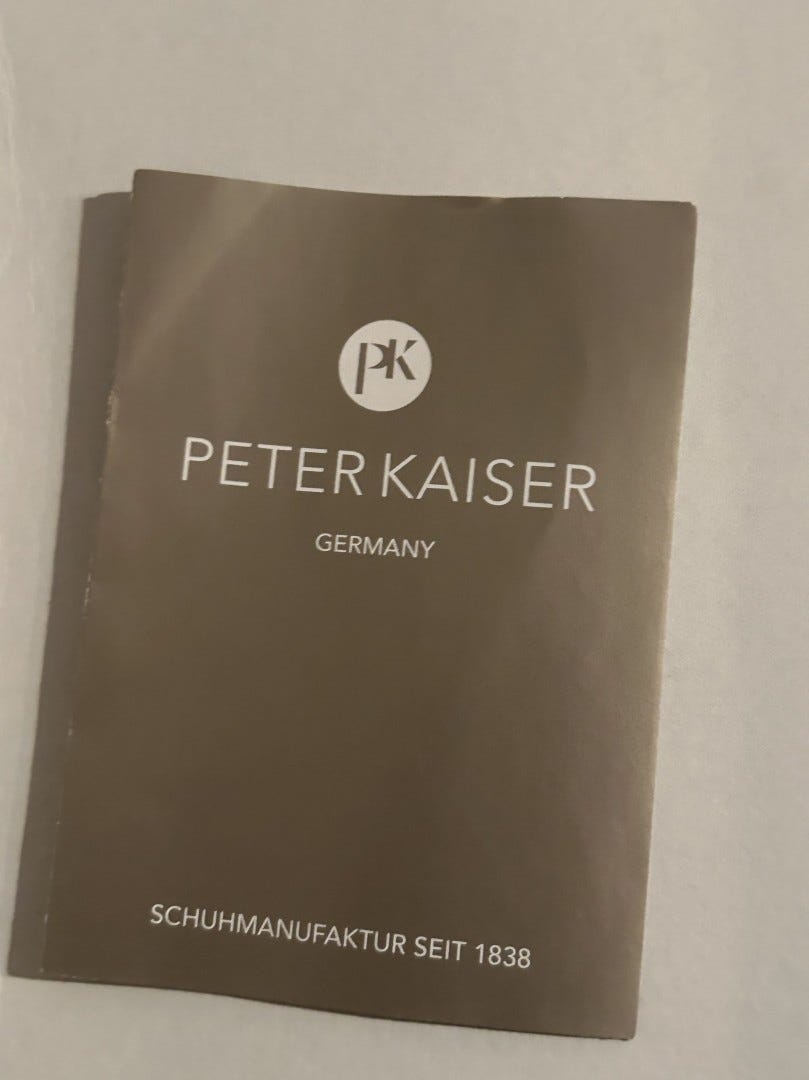 PK
PETER KAISER
GERMANY
SCHUHMANUFAKTUR SEIT 1838